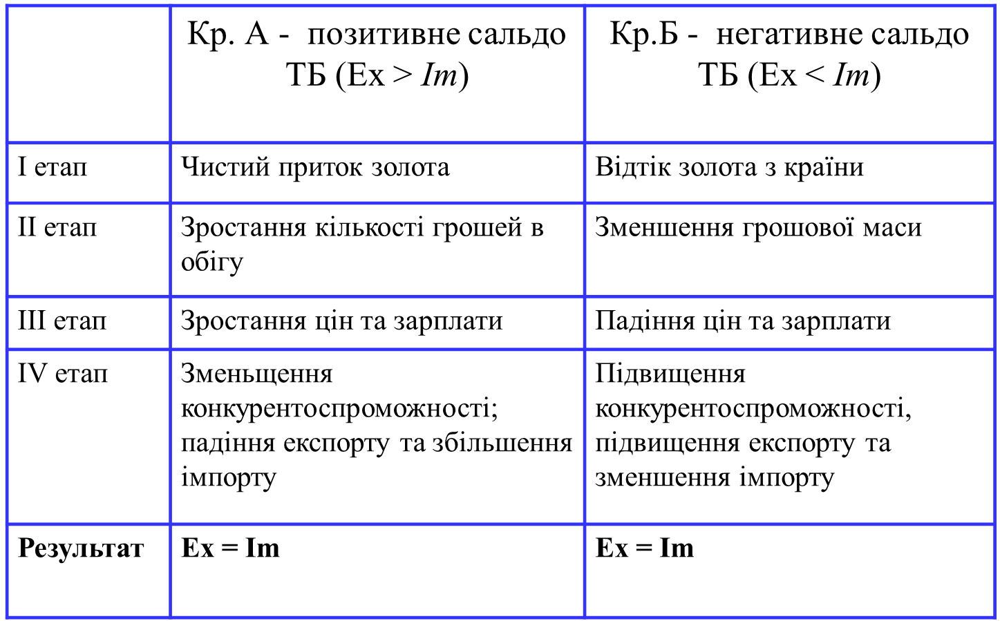 Кр. А -  позитивне сальдо
ТБ (Ex > Im)
Кр.Б -  негативне сальдо
ТБ (Ex < Im)
І етап
Чистий приток золота
Відтік золота з країни
ІІ етап
Зростання кількості грошей в
обігу
Зменшення грошової маси
ІІІ етап
Зростання цін та зарплати
Падіння цін та зарплати
IV етап
Зменьщення
конкурентоспроможності;
падіння експорту та збільшення
імпорту
Підвищення
конкурентоспроможності,
підвищення експорту та
зменшення імпорту
Результат
Ex = Im
Ex = Im